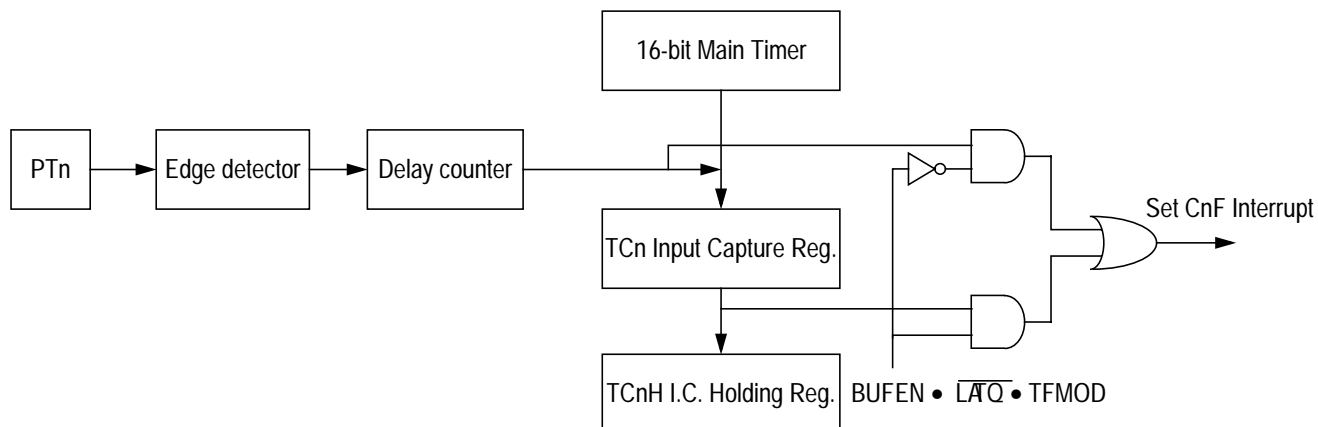 16-bit Main Timer
PTn
Edge detector
Delay counter
Set CnF Interrupt
TCn Input Capture Reg.
TCnH I.C. Holding Reg.
BUFEN • LATQ • TFMOD